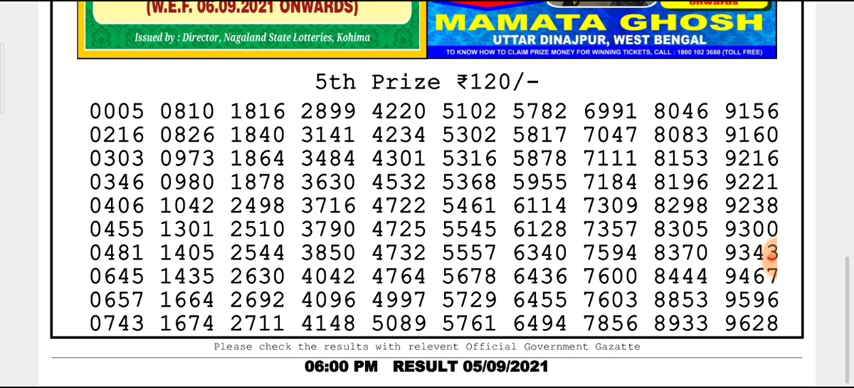 (W.E.F. 06.09.2021 ONWARDS)
Issued by : Director, Nagaland State Lotteries, Kohima
onwards
MAMATA GHOSH
UTTAR DINAJPUR, WEST BENGAL
TO KNOW HOW TO CLAIM PRIZE MONEY FOR WINNING TICKETS, CALL : 1800 102 3680 (TOLL FREE)
5th Prize ₹120/-
0005 0810 1816 2899 4220 5102 5782 6991 8046 9156
0216 0826 1840 3141 4234 5302 5817 7047 8083 9160
0303 0973 1864 3484 4301 5316 5878 7111 8153 9216
0346 0980 1878 3630 4532 5368 5955 7184 8196 9221
0406 1042 2498 3716 4722 5461 6114 7309 8298 9238
0455 1301 2510 3790 4725 5545 6128 7357 8305 9300
0481 1405 2544 3850 4732 5557 6340 7594 8370 9343
0645 1435 2630 4042 4764 5678 6436 7600 8444 9467
0657 1664 2692 4096 4997 5729 6455 7603 8853 9596
0743 1674 2711 4148 5089 5761 6494 7856 8933 9628
Please check the results with relevent Official Government Gazatte
06:00 PM RESULT 05/09/2021